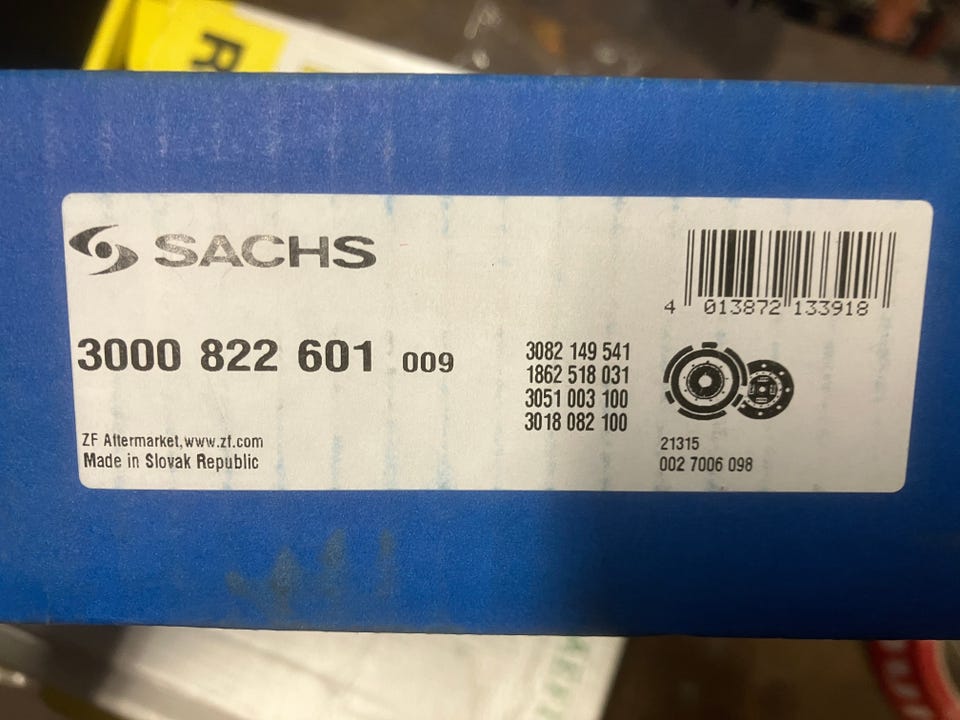 R
SACHS
4 013872 133918
3000 822 601 009
3082 149 541
1862 518 031
3051 003 100
3018 082 100
ZF Aftermarket,www.zf.com
Made in Slovak Republic
21315
002 7006 098